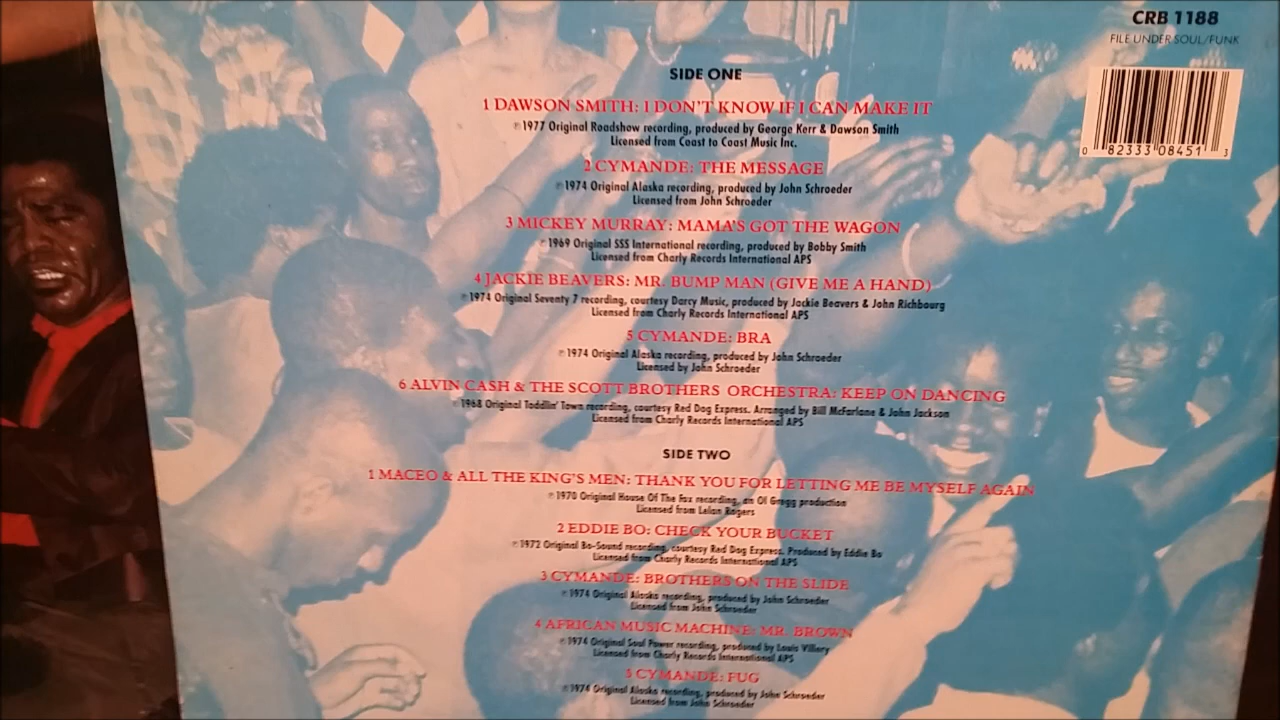 CRB 1188
FILE UNDER SOUL/FUNK
0 82333 08451 3
SIDE ONE
1 DAWSON SMITH: I DON'T KNOW IF I CAN MAKE IT
℗1977 Original Roadshow recording, produced by George Kerr & Dawson Smith
Licensed from Coast to Coast Music Inc.
2 CYMANDE: THE MESSAGE
℗1974 Original Alaska recording, produced by John Schroeder
Licensed from John Schroeder
3 MICKEY MURRAY: MAMA'S GOT THE WAGON
℗1969 Original SSS International recording, produced by Bobby Smith
Licensed from Charly Records International APS
4 JACKIE BEAVERS: MR. BUMP MAN (GIVE ME A HAND)
℗1974 Original Seventy 7 recording, courtesy Darcy Music, produced by Jackie Beavers & John Richbourg
Licensed from Charly Records International APS
5 CYMANDE: BRA
℗1974 Original Alaska recording, produced by John Schroeder
Licensed by John Schroeder
6 ALVIN CASH & THE SCOTT BROTHERS ORCHESTRA: KEEP ON DANCING
℗1968 Original Toddlin' Town recording, courtesy Red Dog Express. Arranged by Bill McFarlane & John Jackson
Licensed from Charly Records International APS
SIDE TWO
1 MACEO & ALL THE KING'S MEN: THANK YOU FOR LETTING ME BE MYSELF AGAIN
℗1970 Original House Of The Fox recording, an Ol Gregg production
Licensed from Lelan Rogers
2 EDDIE BO: CHECK YOUR BUCKET
℗1972 Original Bo-Sound recording, courtesy Red Dog Express. Produced by Eddie Bo
Licensed from Charly Records International APS
3 CYMANDE: BROTHERS ON THE SLIDE
℗1974 Original Alaska recording, produced by John Schroeder
Licensed from John Schroeder
4 AFRICAN MUSIC MACHINE: MR. BROWN
℗1974 Original Soul Power recording, produced by Louis Villery
Licensed from Charly Records International APS
5 CYMANDE: FUG
℗1974 Original Alaska recording, produced by John Schroeder
Licensed from John Schroeder